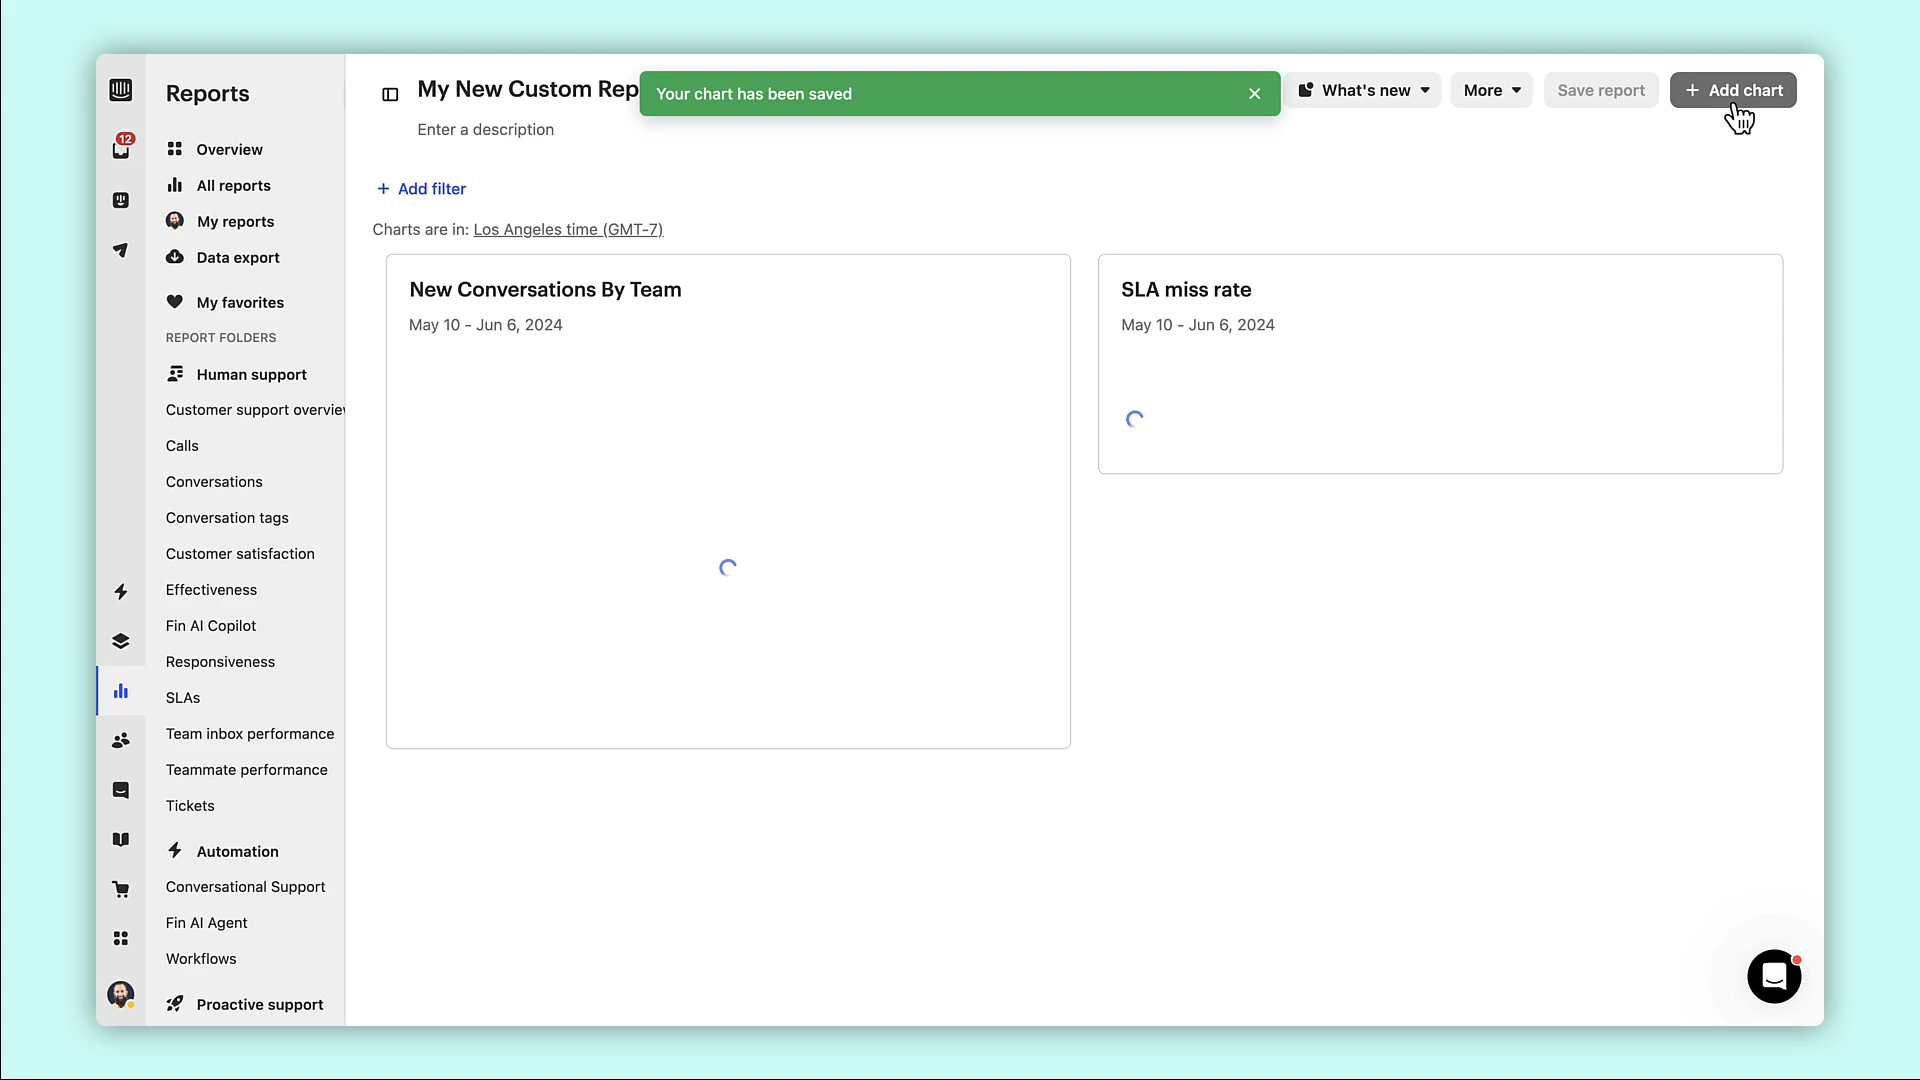 Reports
My New Custom Rep
Your chart has been saved
What's new
More
Save report
+ Add chart
Enter a description
12
Overview
All reports
My reports
Data export
My favorites
REPORT FOLDERS
Human support
Customer support overvie
Calls
Conversations
Conversation tags
Customer satisfaction
Effectiveness
Fin AI Copilot
Responsiveness
SLAs
Team inbox performance
Teammate performance
Tickets
Automation
Conversational Support
Fin AI Agent
Workflows
Proactive support
+ Add filter
Charts are in: Los Angeles time (GMT-7)
New Conversations By Team
May 10 - Jun 6, 2024
SLA miss rate
May 10 - Jun 6, 2024